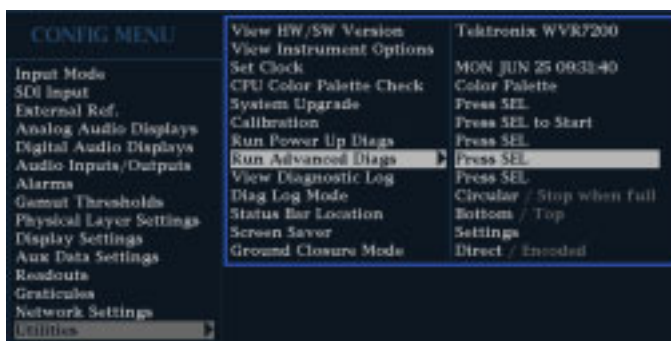 CONFIG MENU
Input Mode
SDI Input
External Ref.
Analog Audio Displays
Digital Audio Displays
Audio Inputs/Outputs
Alarms
Gamut Thresholds
Physical Layer Settings
Display Settings
Aux Data Settings
Readouts
Graticules
Network Settings
Utilities
View HW/SW Version Tektronix WVR7200
View Instrument Options
Set Clock MON JUN 25 09:31:40
CPU Color Palette Check Color Palette
System Upgrade Press SEL
Calibration Press SEL to Start
Run Power Up Diags Press SEL
Run Advanced Diags Press SEL
View Diagnostic Log Press SEL
Diag Log Mode Circular / Stop when full
Status Bar Location Bottom / Top
Screen Saver Settings
Ground Closure Mode Direct / Encoded